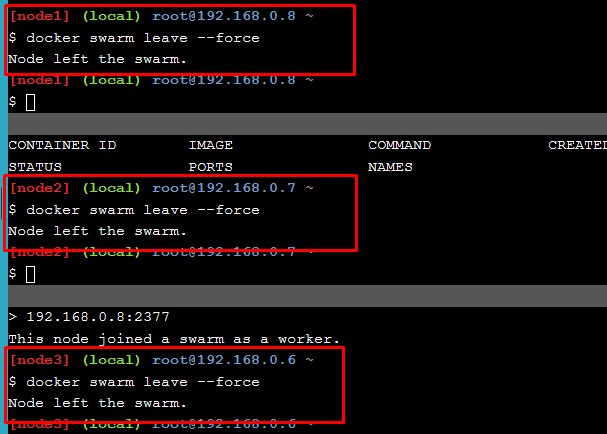 [node1] (local) root@192.168.0.8 ~
$ docker swarm leave --force
Node left the swarm.
[node1] (local) root@192.168.0.8 ~
$
CONTAINER ID IMAGE COMMAND CREATED
STATUS PORTS NAMES
[node2] (local) root@192.168.0.7 ~
$ docker swarm leave --force
Node left the swarm.
[node2] (local) root@192.168.0.7 ~
$
> 192.168.0.8:2377
This node joined a swarm as a worker.
[node3] (local) root@192.168.0.6 ~
$ docker swarm leave --force
Node left the swarm.
[node3] (local) root@192.168.0.6 ~